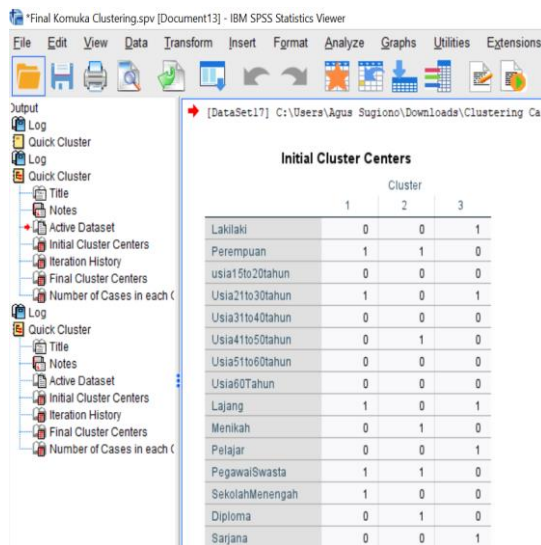 *Final Komuka Clustering.spv [Document13] - IBM SPSS Statistics Viewer
File Edit View Data Transform Insert Format Analyze Graphs Utilities Extensions
Output
Log
Quick Cluster
Log
Quick Cluster
Title
Notes
Active Dataset
Initial Cluster Centers
Iteration History
Final Cluster Centers
Number of Cases in each C
Log
Quick Cluster
Title
Notes
Active Dataset
Initial Cluster Centers
Iteration History
Final Cluster Centers
Number of Cases in each C
[DataSet17] C:\Users\Agus Sugiono\Downloads\Clustering Ca
Initial Cluster Centers
Cluster
1 2 3
Lakilaki 0 0 1
Perempuan 1 1 0
usia15to20tahun 0 0 0
Usia21to30tahun 1 0 1
Usia31to40tahun 0 0 0
Usia41to50tahun 0 1 0
Usia51to60tahun 0 0 0
Usia60Tahun 0 0 0
Lajang 1 0 1
Menikah 0 1 0
Pelajar 0 0 1
PegawaiSwasta 1 1 0
SekolahMenengah 1 0 0
Diploma 0 1 0
Sarjana 0 0 1